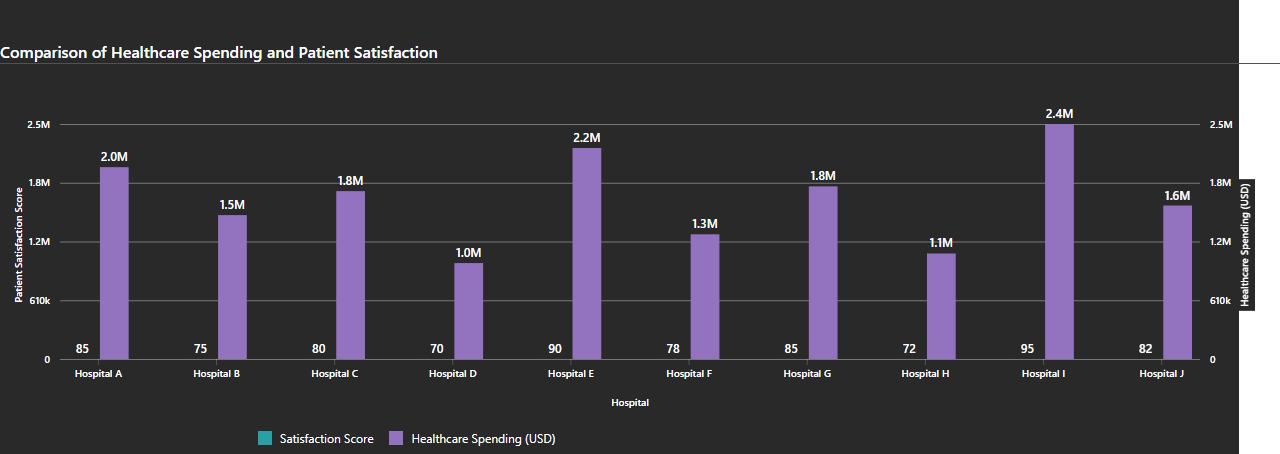 Comparison of Healthcare Spending and Patient Satisfaction
2.5M
1.8M
1.2M
610k
0
Patient Satisfaction Score
2.5M
1.8M
1.2M
610k
0
Healthcare Spending (USD)
2.0M
1.5M
1.8M
1.0M
2.2M
1.3M
1.8M
1.1M
2.4M
1.6M
85 75 80 70 90 78 85 72 95 82
Hospital A Hospital B Hospital C Hospital D Hospital E Hospital F Hospital G Hospital H Hospital I Hospital J
Hospital
Satisfaction Score Healthcare Spending (USD)